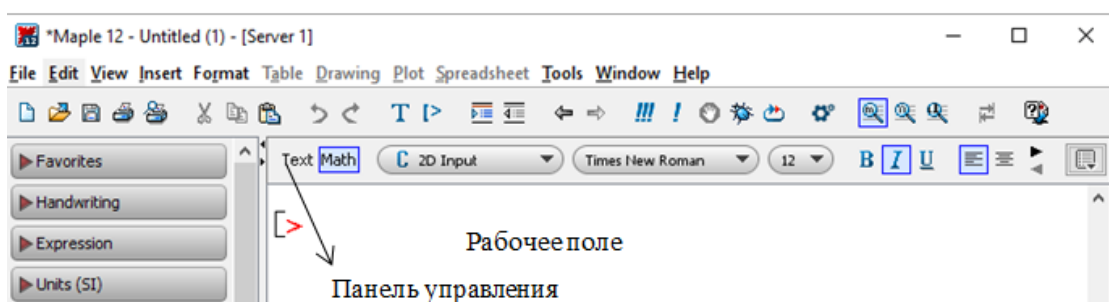 *Maple 12 - Untitled (1) - [Server 1]
File Edit View Insert Format Table Drawing Plot Spreadsheet Tools Window Help
T [> !!! !
Favorites
Text Math C 2D Input Times New Roman 12 B I U
Handwriting
[>
Expression
Рабочее поле
Units (SI)
Панель управления